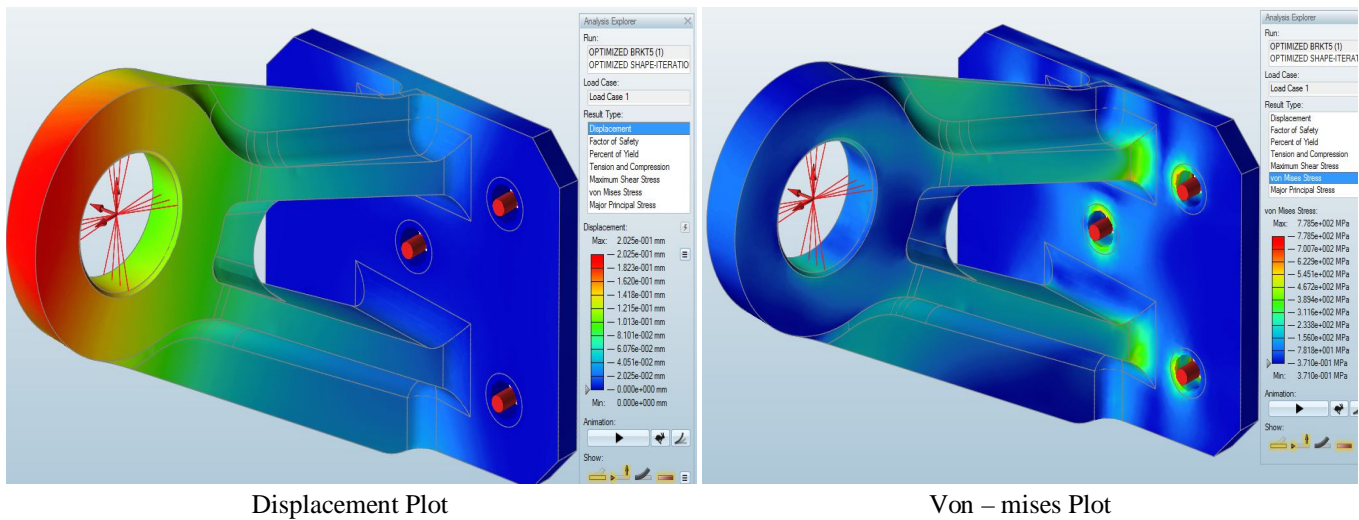 Analysis Explorer
Run:
OPTIMIZED BRKT5 (1)
OPTIMIZED SHAPE-ITERATIO
Load Case:
Load Case 1
Result Type:
Displacement
Factor of Safety
Percent of Yield
Tension and Compression
Maximum Shear Stress
von Mises Stress
Major Principal Stress
Displacement:
Max: 2.025e-001 mm
2.025e-001 mm
1.823e-001 mm
1.620e-001 mm
1.418e-001 mm
1.215e-001 mm
1.013e-001 mm
8.101e-002 mm
6.076e-002 mm
4.051e-002 mm
2.025e-002 mm
0.000e+000 mm
Min: 0.000e+000 mm
Animation:
Show:
Displacement Plot
Analysis Explorer
Run:
OPTIMIZED BRKT5 (1)
OPTIMIZED SHAPE-ITERAT
Load Case:
Load Case 1
Result Type:
Displacement
Factor of Safety
Percent of Yield
Tension and Compression
Maximum Shear Stress
von Mises Stress
Major Principal Stress
von Mises Stress:
Max: 7.785e+002 MPa
7.785e+002 MPa
7.007e+002 MPa
6.229e+002 MPa
5.451e+002 MPa
4.672e+002 MPa
3.894e+002 MPa
3.116e+002 MPa
2.338e+002 MPa
1.560e+002 MPa
7.818e+001 MPa
3.710e-001 MPa
Min: 3.710e-001 MPa
Animation:
Show:
Von – mises Plot